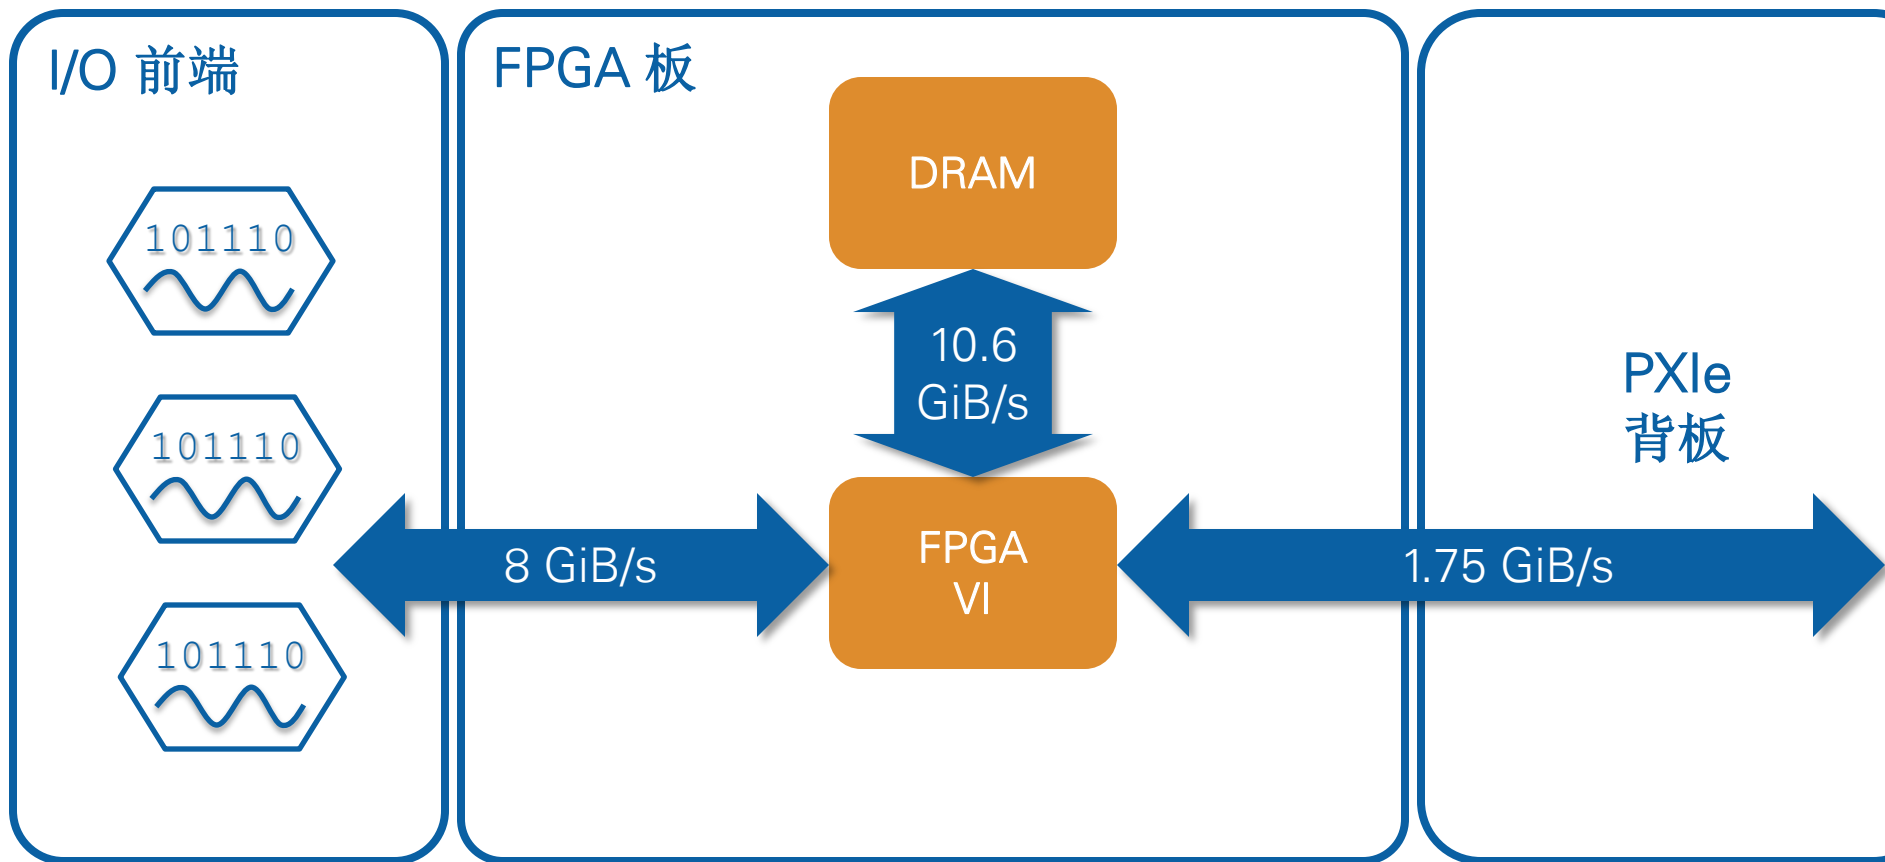 I/O 前端
FPGA 板
DRAM
101110
10.6
GiB/s
PXIe
背板
101110
8 GiB/s
FPGA
VI
1.75 GiB/s
101110